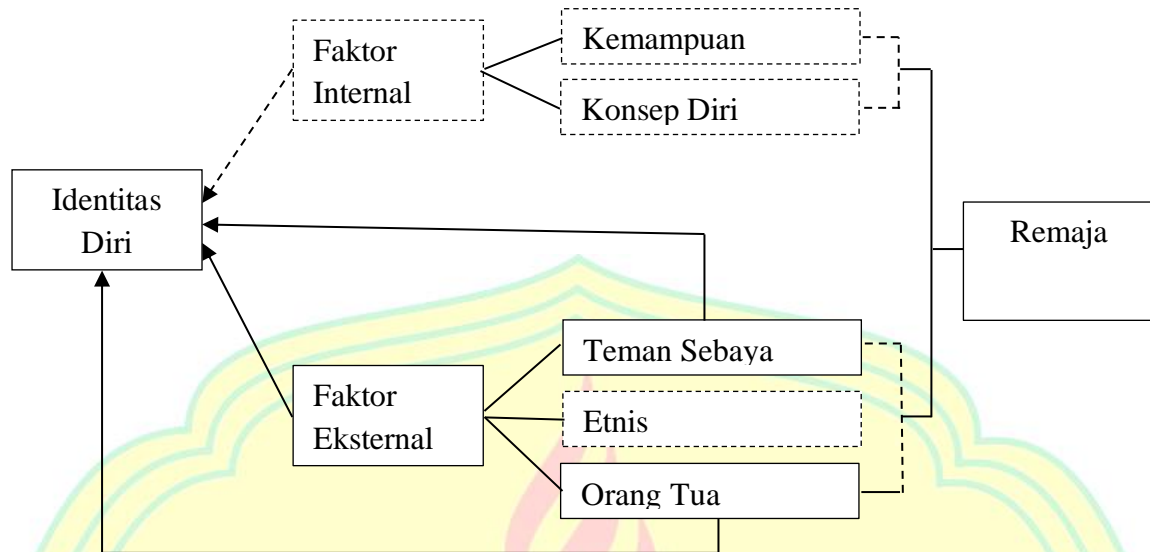 Faktor
Internal
Kemampuan
Konsep Diri
Identitas
Diri
Remaja
Faktor
Eksternal
Teman Sebaya
Etnis
Orang Tua